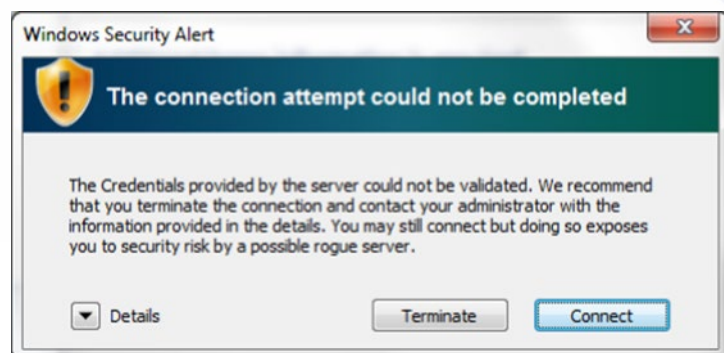 Windows Security Alert
The connection attempt could not be completed
The Credentials provided by the server could not be validated. We recommend
that you terminate the connection and contact your administrator with the
information provided in the details. You may still connect but doing so exposes
you to security risk by a possible rogue server.
Details Terminate Connect